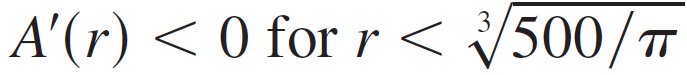 A′(r) < 0 for r < ∛500/π